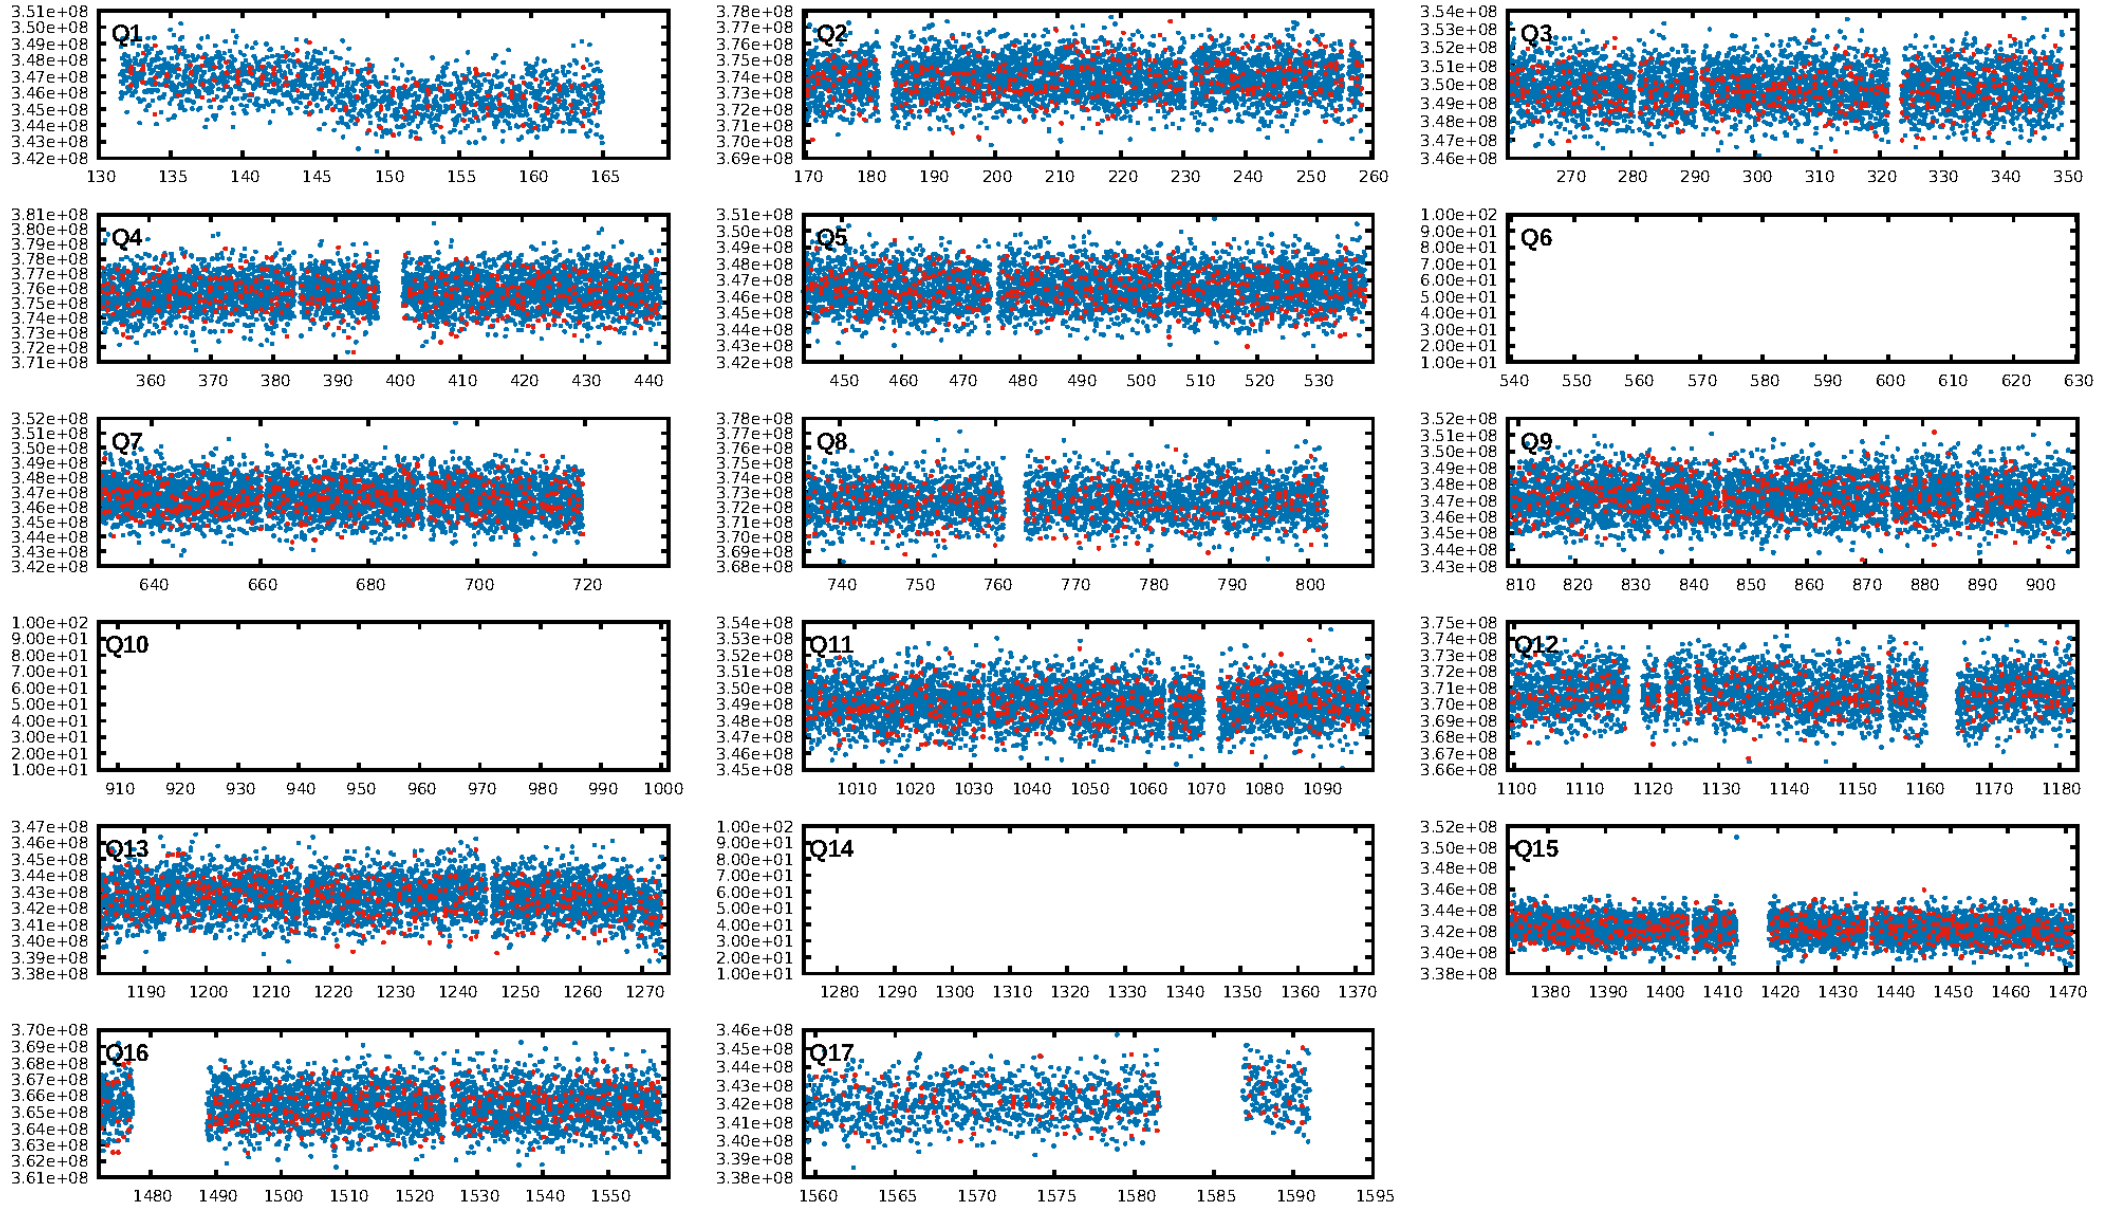 Q1
3.51e+08
3.50e+08
3.49e+08
3.48e+08
3.47e+08
3.46e+08
3.45e+08
3.44e+08
3.43e+08
3.42e+08
130 135 140 145 150 155 160 165
Q2
3.78e+08
3.77e+08
3.76e+08
3.75e+08
3.74e+08
3.73e+08
3.72e+08
3.71e+08
3.70e+08
3.69e+08
170 180 190 200 210 220 230 240 250 260
Q3
3.54e+08
3.53e+08
3.52e+08
3.51e+08
3.50e+08
3.49e+08
3.48e+08
3.47e+08
3.46e+08
270 280 290 300 310 320 330 340 350
Q4
3.81e+08
3.80e+08
3.79e+08
3.78e+08
3.77e+08
3.76e+08
3.75e+08
3.74e+08
3.73e+08
3.72e+08
3.71e+08
360 370 380 390 400 410 420 430 440
Q5
3.51e+08
3.50e+08
3.49e+08
3.48e+08
3.47e+08
3.46e+08
3.45e+08
3.44e+08
3.43e+08
3.42e+08
450 460 470 480 490 500 510 520 530
Q6
1.00e+02
9.00e+01
8.00e+01
7.00e+01
6.00e+01
5.00e+01
4.00e+01
3.00e+01
2.00e+01
1.00e+01
540 550 560 570 580 590 600 610 620 630
Q7
3.52e+08
3.51e+08
3.50e+08
3.49e+08
3.48e+08
3.47e+08
3.46e+08
3.45e+08
3.44e+08
3.43e+08
3.42e+08
640 660 680 700 720
Q8
3.78e+08
3.77e+08
3.76e+08
3.75e+08
3.74e+08
3.73e+08
3.72e+08
3.71e+08
3.70e+08
3.69e+08
3.68e+08
740 750 760 770 780 790 800
Q9
3.52e+08
3.51e+08
3.50e+08
3.49e+08
3.48e+08
3.47e+08
3.46e+08
3.45e+08
3.44e+08
3.43e+08
810 820 830 840 850 860 870 880 890 900
Q10
1.00e+02
9.00e+01
8.00e+01
7.00e+01
6.00e+01
5.00e+01
4.00e+01
3.00e+01
2.00e+01
1.00e+01
910 920 930 940 950 960 970 980 990 1000
Q11
3.54e+08
3.53e+08
3.52e+08
3.51e+08
3.50e+08
3.49e+08
3.48e+08
3.47e+08
3.46e+08
3.45e+08
1010 1020 1030 1040 1050 1060 1070 1080 1090
Q12
3.75e+08
3.74e+08
3.73e+08
3.72e+08
3.71e+08
3.70e+08
3.69e+08
3.68e+08
3.67e+08
3.66e+08
1100 1110 1120 1130 1140 1150 1160 1170 1180
Q13
3.47e+08
3.46e+08
3.45e+08
3.44e+08
3.43e+08
3.42e+08
3.41e+08
3.40e+08
3.39e+08
3.38e+08
1190 1200 1210 1220 1230 1240 1250 1260 1270
Q14
1.00e+02
9.00e+01
8.00e+01
7.00e+01
6.00e+01
5.00e+01
4.00e+01
3.00e+01
2.00e+01
1.00e+01
1280 1290 1300 1310 1320 1330 1340 1350 1360 1370
Q15
3.52e+08
3.50e+08
3.48e+08
3.46e+08
3.44e+08
3.42e+08
3.40e+08
3.38e+08
1380 1390 1400 1410 1420 1430 1440 1450 1460 1470
Q16
3.70e+08
3.69e+08
3.68e+08
3.67e+08
3.66e+08
3.65e+08
3.64e+08
3.63e+08
3.62e+08
3.61e+08
1480 1490 1500 1510 1520 1530 1540 1550
Q17
3.46e+08
3.45e+08
3.44e+08
3.43e+08
3.42e+08
3.41e+08
3.40e+08
3.39e+08
3.38e+08
1560 1565 1570 1575 1580 1585 1590 1595